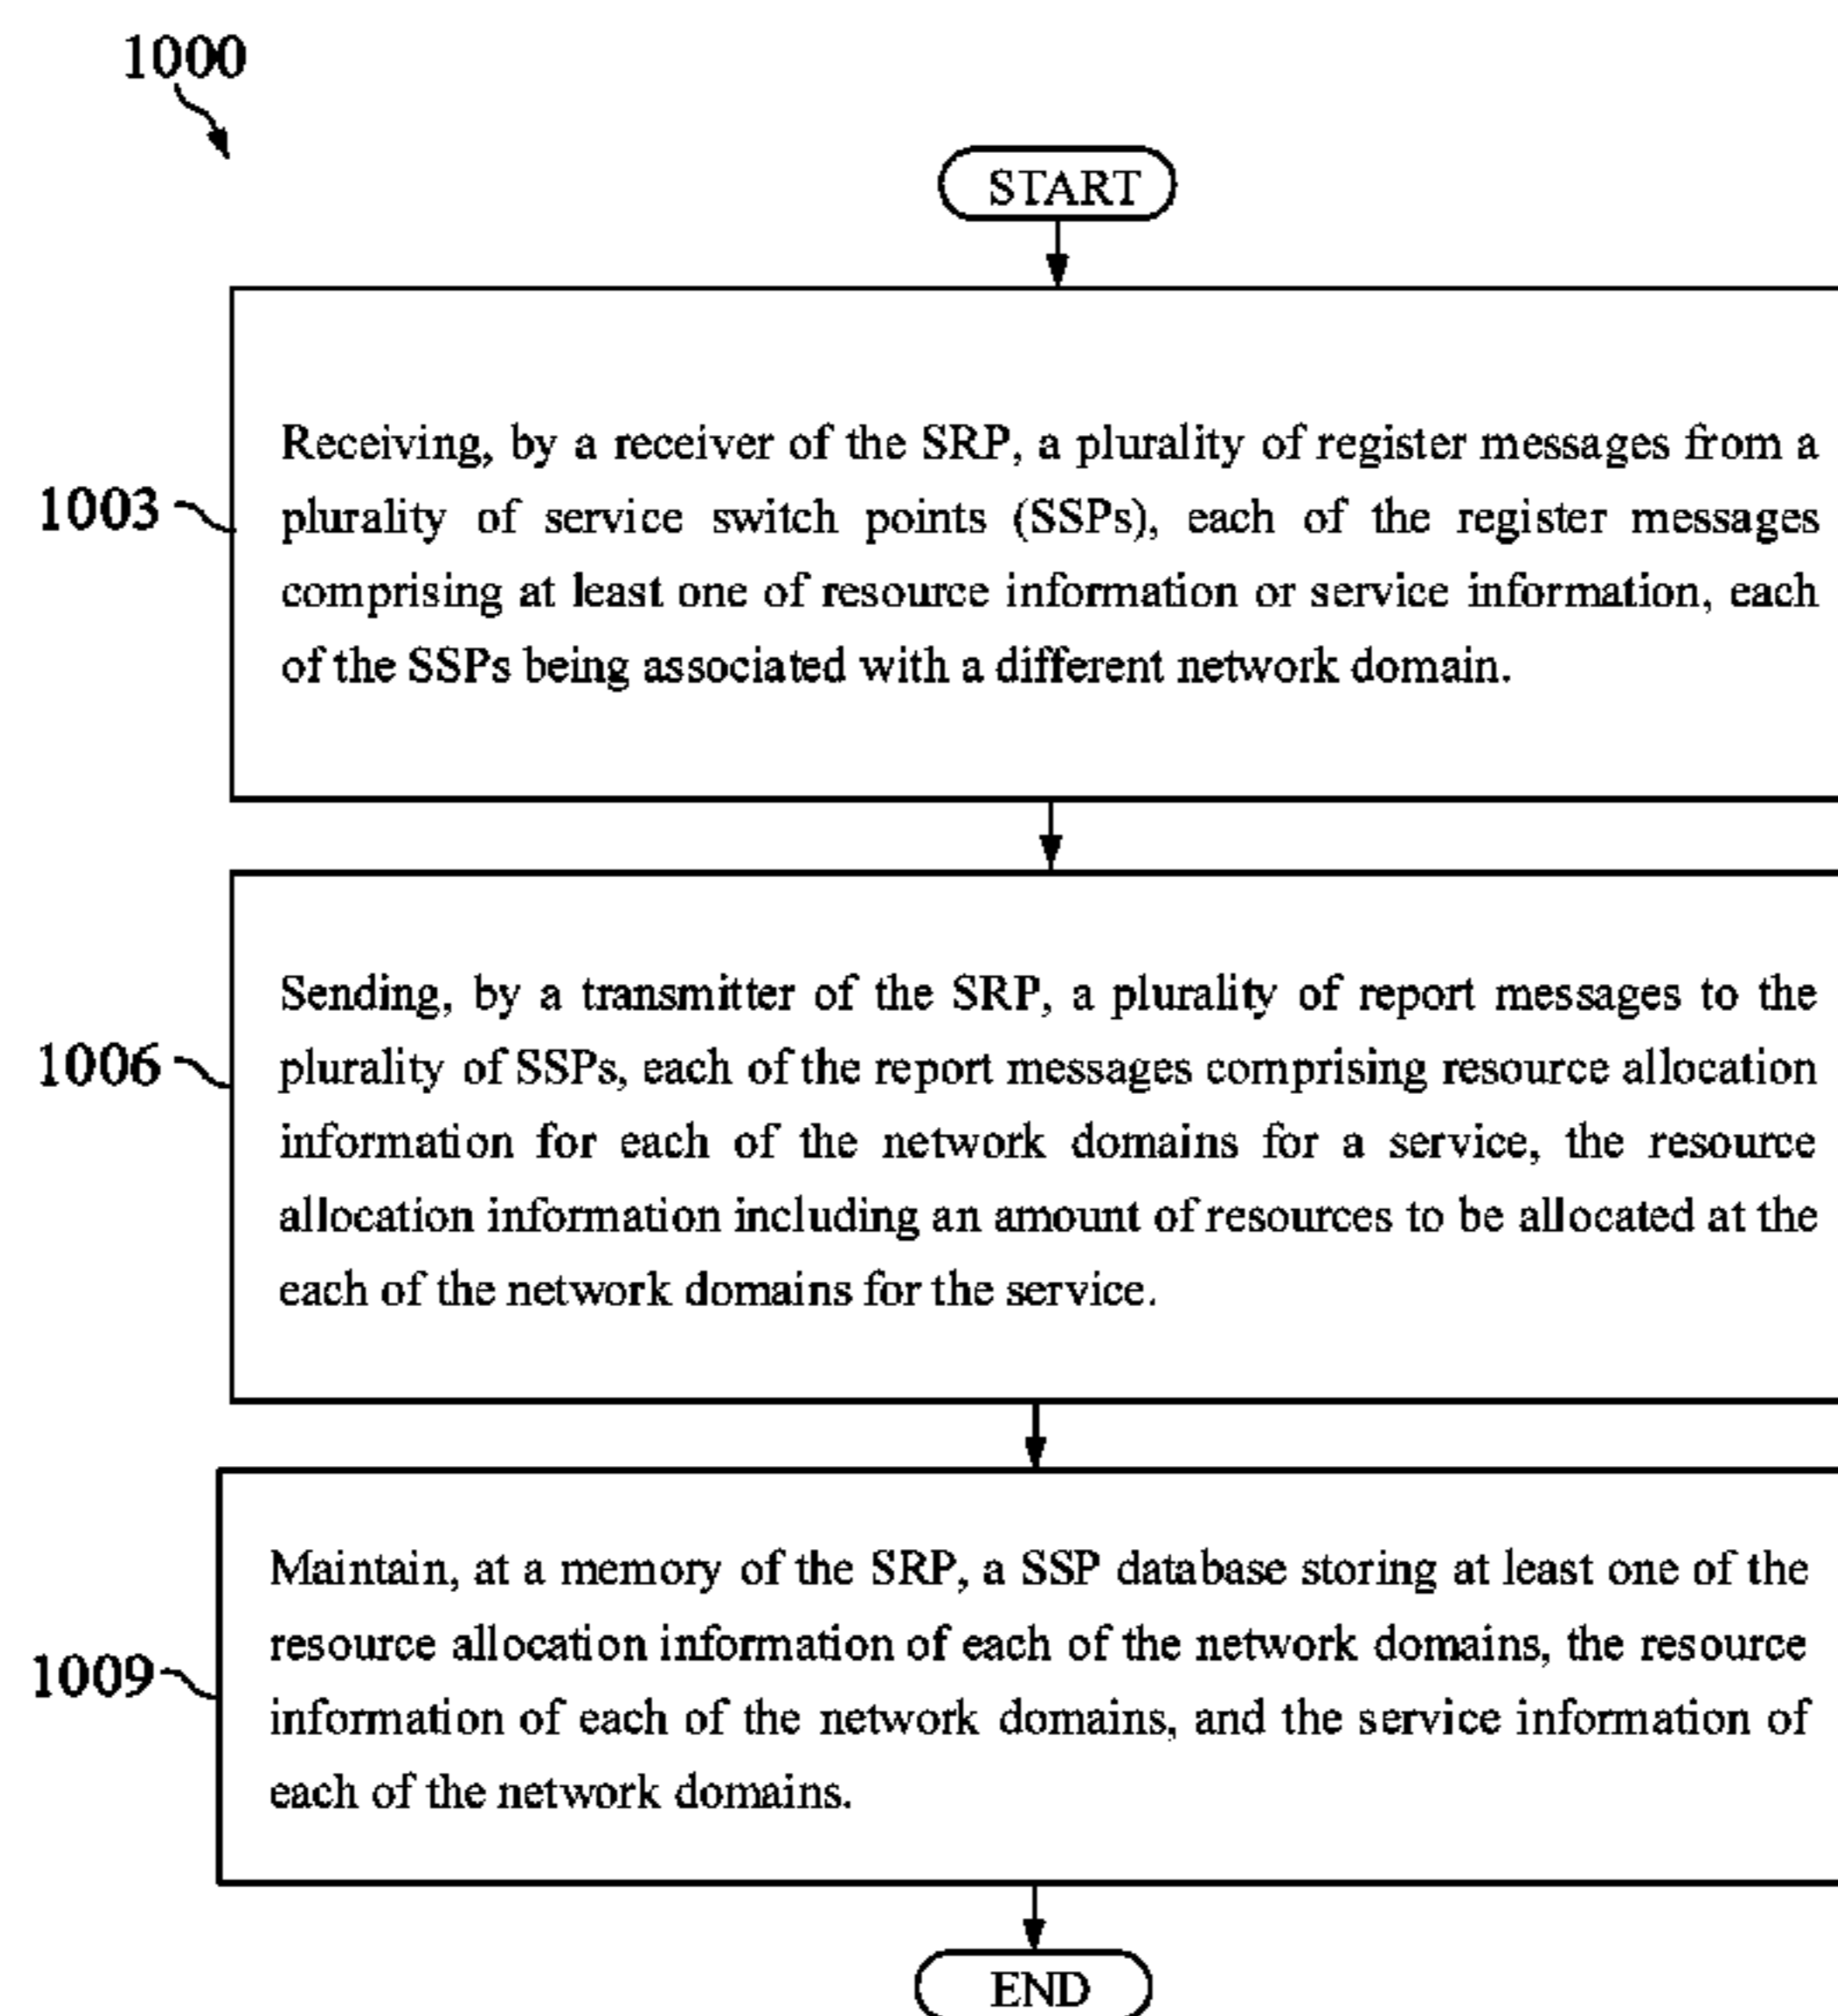 1000
START
1003
Receiving, by a receiver of the SRP, a plurality of register messages from a
plurality of service switch points (SSPs), each of the register messages
comprising at least one of resource information or service information, each
of the SSPs being associated with a different network domain.
1006
Sending, by a transmitter of the SRP, a plurality of report messages to the
plurality of SSPs, each of the report messages comprising resource allocation
information for each of the network domains for a service, the resource
allocation information including an amount of resources to be allocated at the
each of the network domains for the service.
1009
Maintain, at a memory of the SRP, a SSP database storing at least one of the
resource allocation information of each of the network domains, the resource
information of each of the network domains, and the service information of
each of the network domains.
END